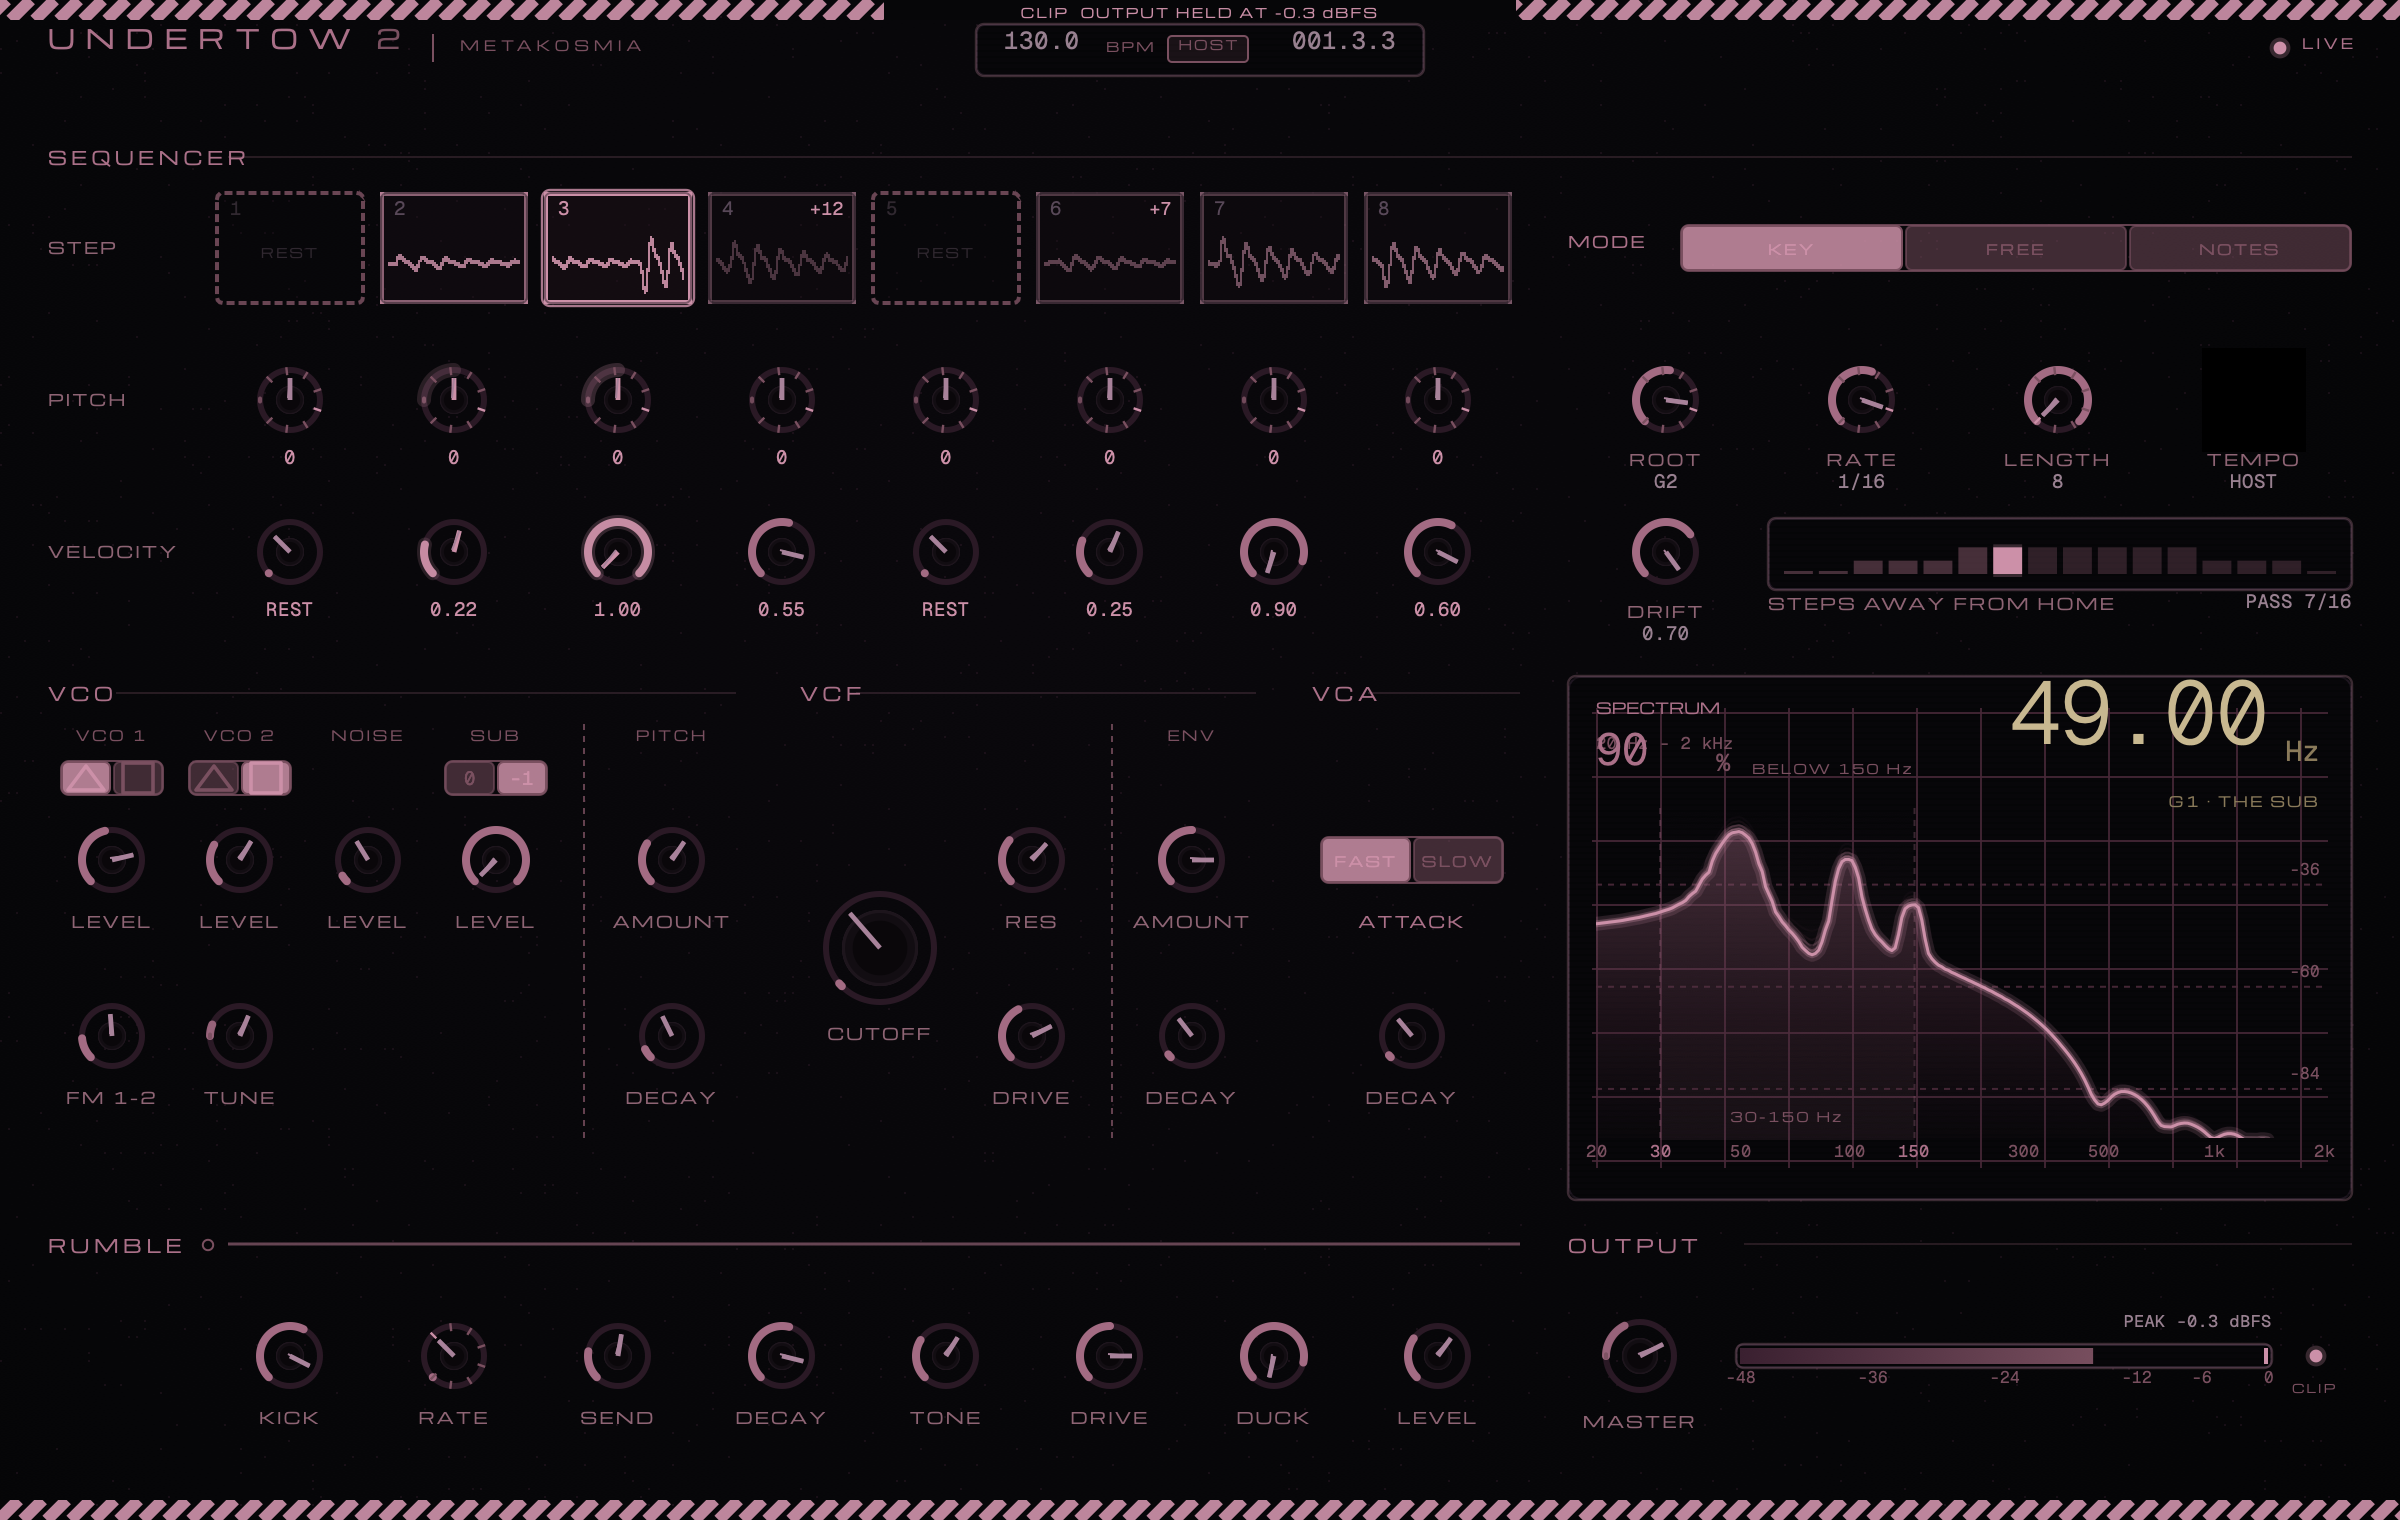 CLIP OUTPUT HELD AT -0.3 dBFS
UNDERTOW 2 METAKOSMIA 130.0 BPM HOST 001.3.3 LIVE
SEQUENCER
STEP 1 REST 2 3 4 +12 5 REST 6 +7 7 8
MODE KEY FREE NOTES
PITCH 0 0 0 0 0 0 0 0
ROOT RATE LENGTH TEMPO
G2 1/16 8 HOST
VELOCITY REST 0.22 1.00 0.55 REST 0.25 0.90 0.60
DRIFT
0.70
STEPS AWAY FROM HOME PASS 7/16
VCO VCF VCA
VCO 1 VCO 2 NOISE SUB PITCH ENV
0 -1
LEVEL LEVEL LEVEL LEVEL AMOUNT RES AMOUNT
FAST SLOW
ATTACK
CUTOFF
FM 1-2 TUNE DECAY DRIVE DECAY DECAY
SPECTRUM 49.00 Hz
20 Hz - 2 kHz
90 % BELOW 150 Hz
G1 · THE SUB
-36
-60
-84
30-150 Hz
20 30 50 100 150 300 500 1k 2k
RUMBLE OUTPUT
KICK RATE SEND DECAY TONE DRIVE DUCK LEVEL
PEAK -0.3 dBFS
-48 -36 -24 -12 -6 0
CLIP
MASTER